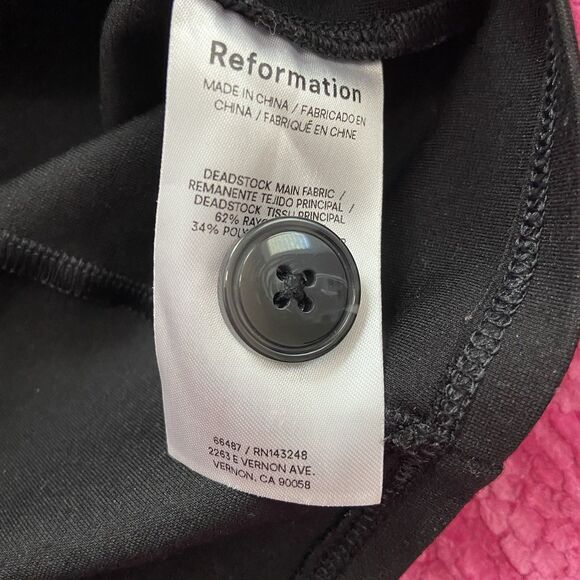 Reformation
MADE IN CHINA / FABRICADO EN
CHINA / FABRIQUÉ EN CHINE
DEADSTOCK MAIN FABRIC /
REMANENTE TEJIDO PRINCIPAL /
DEADSTOCK TISSU PRINCIPAL
62%
34%
66487 / RN143248
2263 E VERNON AVE.
VERNON, CA 90058